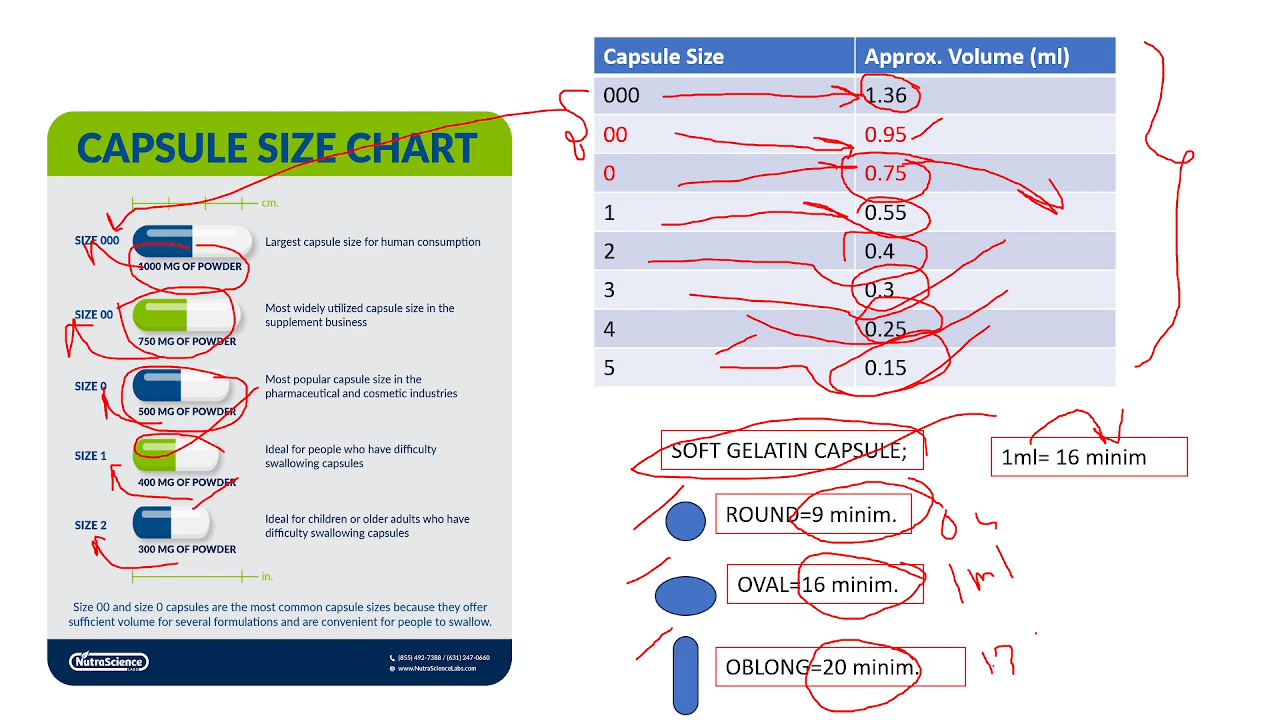 CAPSULE SIZE CHART
cm.
SIZE 000
1000 MG OF POWDER
Largest capsule size for human consumption
SIZE 00
750 MG OF POWDER
Most widely utilized capsule size in the
supplement business
SIZE 0
500 MG OF POWDER
Most popular capsule size in the
pharmaceutical and cosmetic industries
SIZE 1
400 MG OF POWDER
Ideal for people who have difficulty
swallowing capsules
SIZE 2
300 MG OF POWDER
Ideal for children or older adults who have
difficulty swallowing capsules
in.
Size 00 and size 0 capsules are the most common capsule sizes because they offer
sufficient volume for several formulations and are convenient for people to swallow.
NutraScience
LABS
(855) 492-7388 / (631) 247-0660
www.NutraScienceLabs.com
Capsule Size Approx. Volume (ml)
000 1.36
00 0.95
0 0.75
1 0.55
2 0.4
3 0.3
4 0.25
5 0.15
SOFT GELATIN CAPSULE;
1ml= 16 minim
ROUND=9 minim.
OVAL=16 minim.
1ml
OBLONG=20 minim.